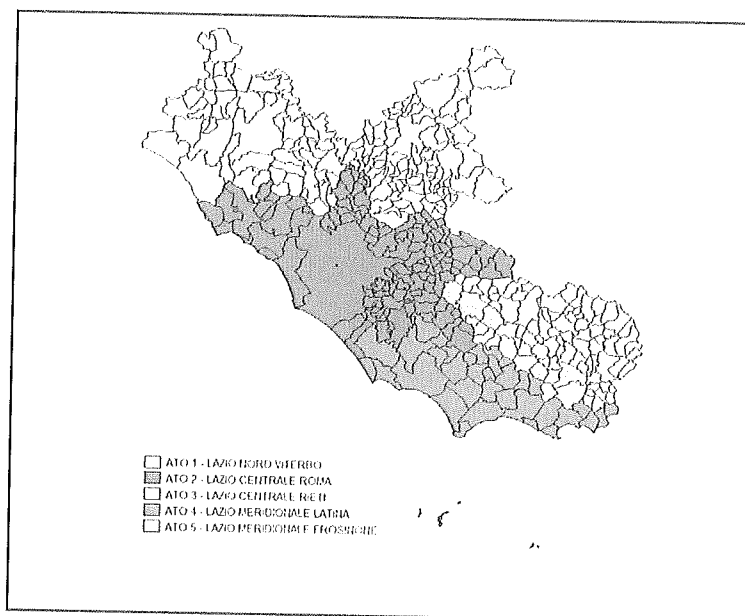 ATO 1 - LAZIO NORD VITERBO
ATO 2 - LAZIO CENTRALE ROMA
ATO 3 - LAZIO CENTRALE RIETI
ATO 4 - LAZIO MERIDIONALE LATINA
ATO 5 - LAZIO MERIDIONALE FROSINONE